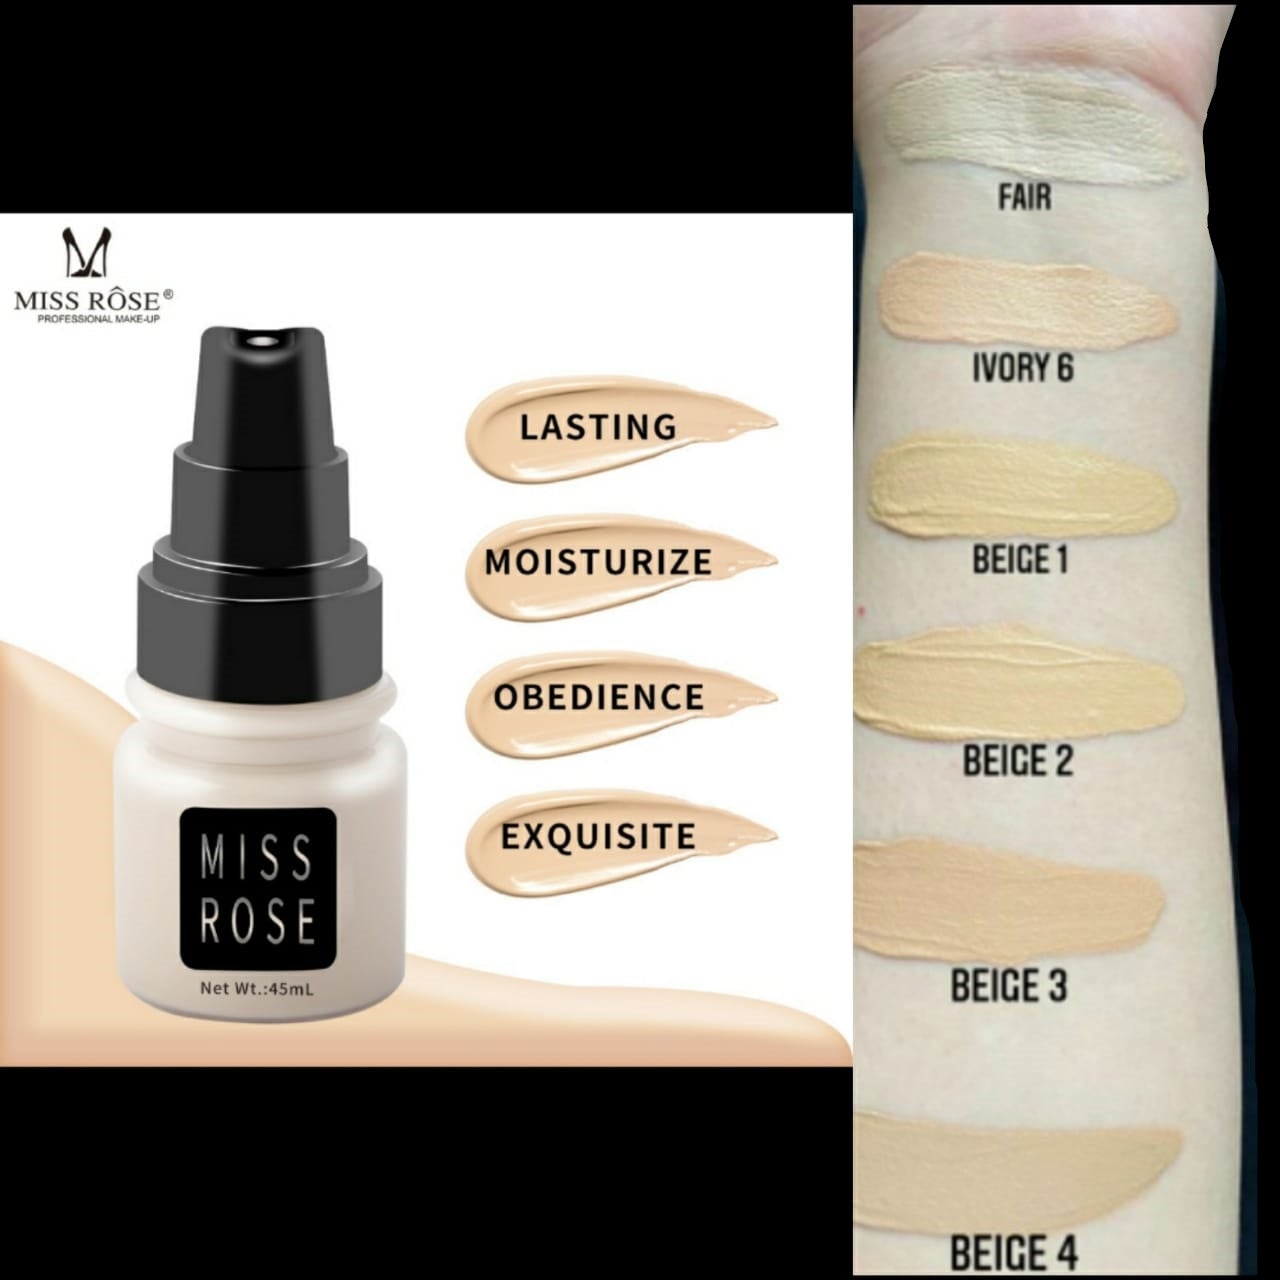 MISS RÔSE®
PROFESSIONAL MAKE-UP
LASTING
MOISTURIZE
OBEDIENCE
EXQUISITE
MISS
ROSE
Net Wt.:45mL
FAIR
IVORY 6
BEIGE 1
BEIGE 2
BEIGE 3
BEIGE 4